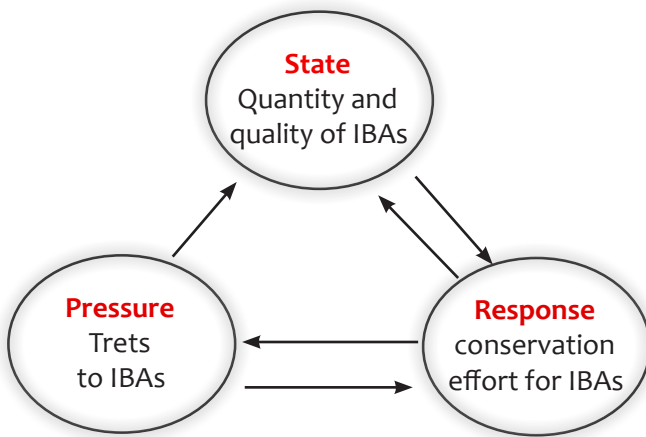 State
Quantity and
quality of IBAs
Pressure
Trets
to IBAs
Response
conservation
effort for IBAs